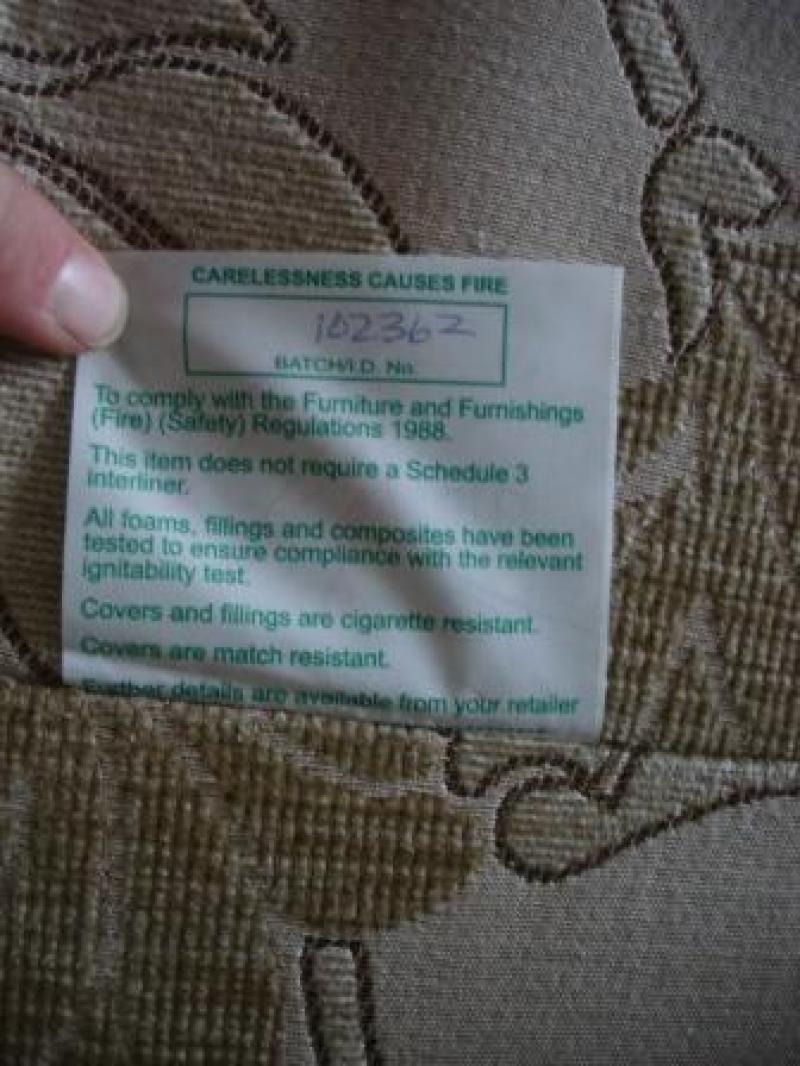 CARELESSNESS CAUSES FIRE
102362
BATCH/I.D. No.
To comply with the Furniture and Furnishings
(Fire) (Safety) Regulations 1988.
This item does not require a Schedule 3
interliner.
All foams, fillings and composites have been
tested to ensure compliance with the relevant
ignitability test.
Covers and fillings are cigarette resistant.
Covers are match resistant.
Further details are available from your retailer